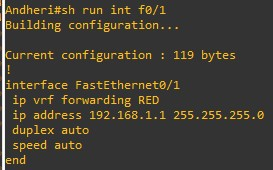 Andheri#sh run int f0/1
Building configuration...
Current configuration : 119 bytes
!
interface FastEthernet0/1
ip vrf forwarding RED
ip address 192.168.1.1 255.255.255.0
duplex auto
speed auto
end